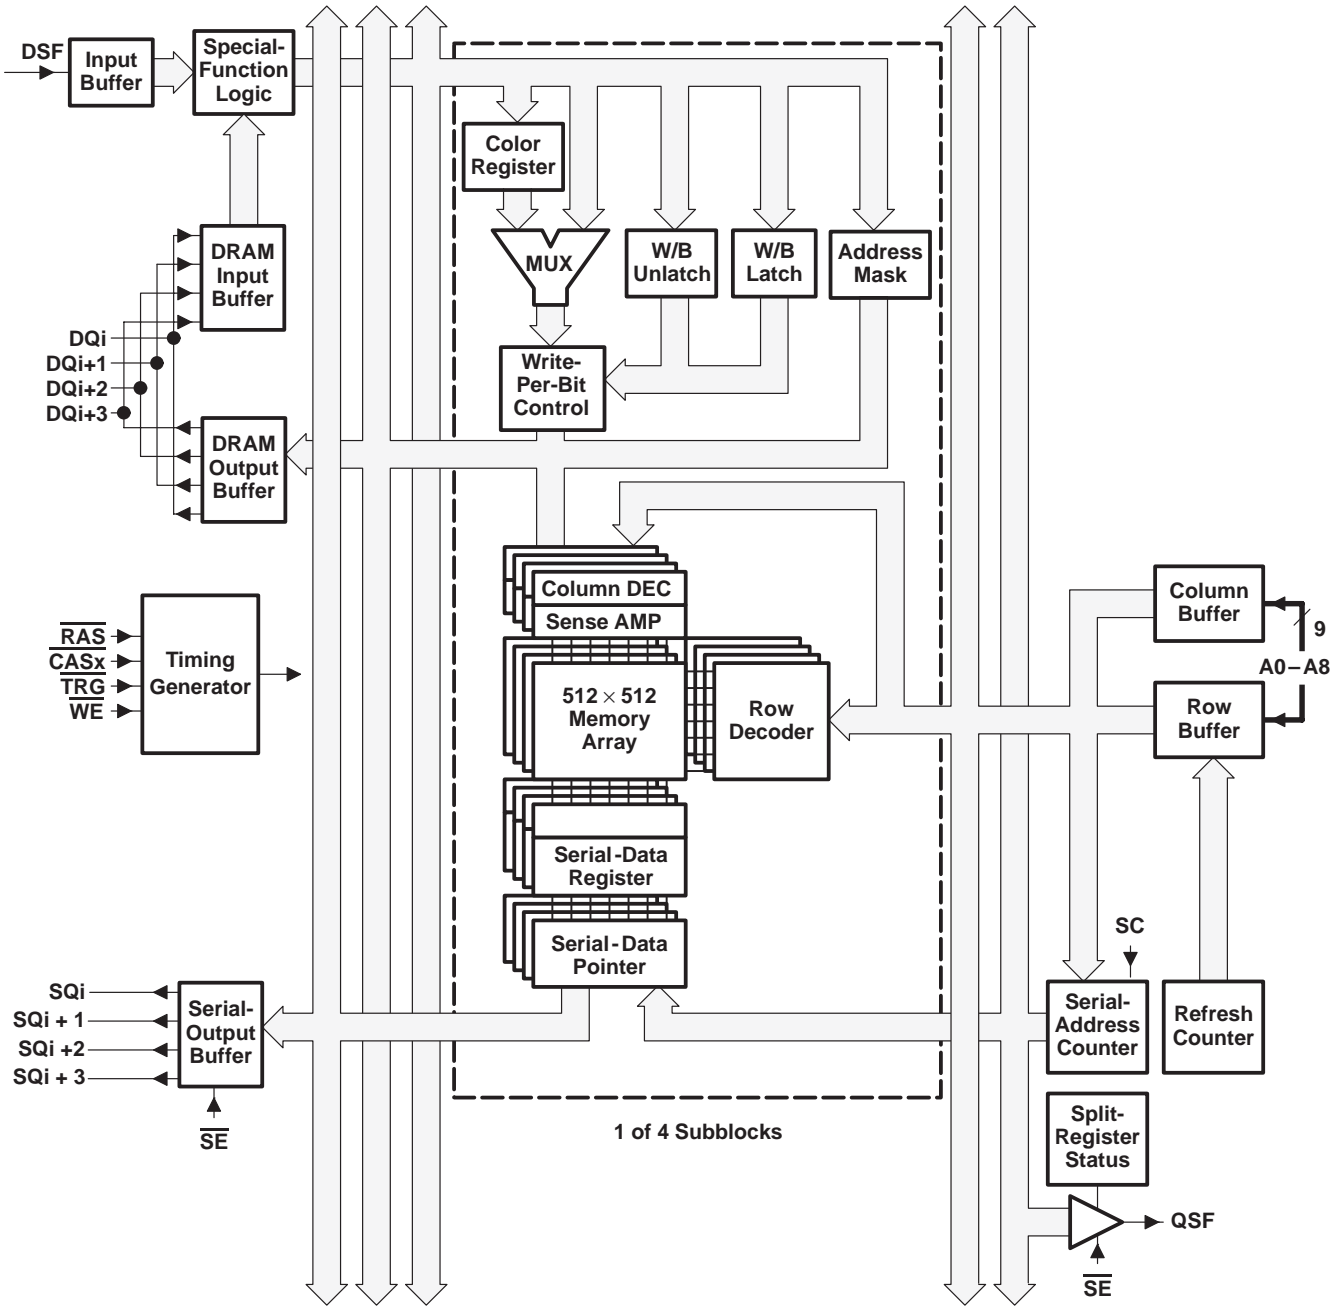 DSF
Input
Buffer
Special-
Function
Logic
Color
Register
MUX
W/B
Unlatch
W/B
Latch
Address
Mask
DRAM
Input
Buffer
DQi
DQi+1
DQi+2
DQi+3
Write-
Per-Bit
Control
DRAM
Output
Buffer
Column DEC
Sense AMP
Column
Buffer
9
A0–A8
RAS
CASx
TRG
WE
Timing
Generator
512 × 512
Memory
Array
Row
Decoder
Row
Buffer
Serial-Data
Register
Serial-Data
Pointer
SC
SQi
SQi + 1
SQi +2
SQi + 3
Serial-
Output
Buffer
SE
Serial-
Address
Counter
Refresh
Counter
1 of 4 Subblocks
Split-
Register
Status
QSF
SE